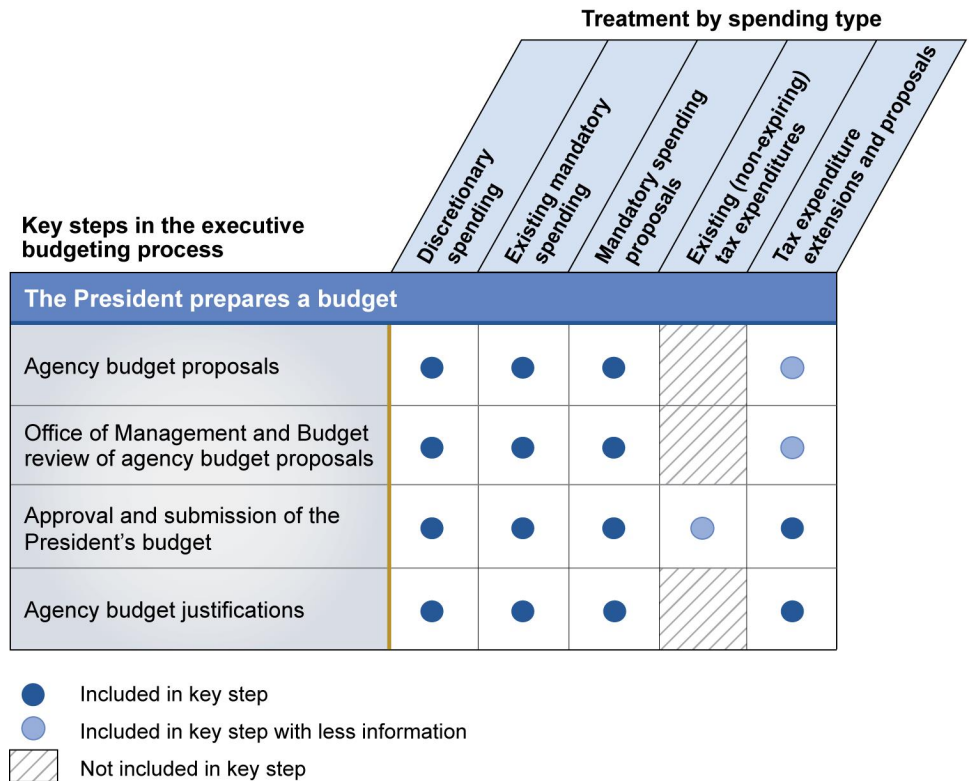 Treatment by spending type
Discretionary
spending
Existing mandatory
spending
Mandatory spending
proposals
Existing (non-expiring)
tax expenditures
Tax expenditure
extensions and proposals
Key steps in the executive
budgeting process
The President prepares a budget
Agency budget proposals
Office of Management and Budget
review of agency budget proposals
Approval and submission of the
President’s budget
Agency budget justifications
Included in key step
Included in key step with less information
Not included in key step